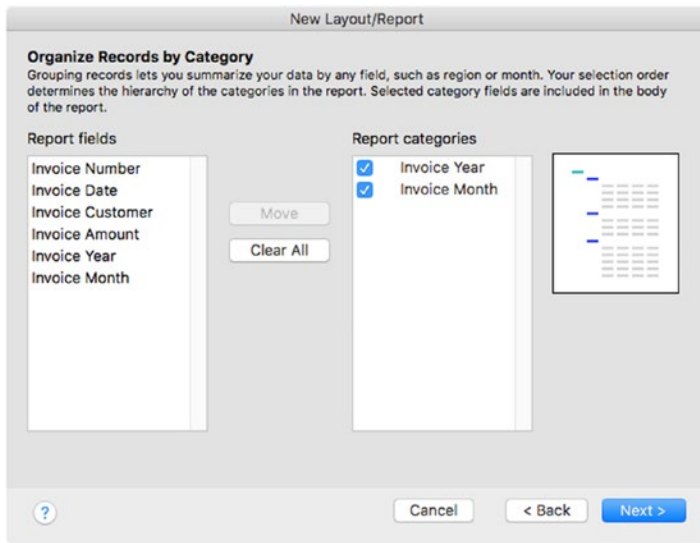 New Layout/Report
Organize Records by Category
Grouping records lets you summarize your data by any field, such as region or month. Your selection order
determines the hierarchy of the categories in the report. Selected category fields are included in the body
of the report.
Report fields
Invoice Number
Invoice Date
Invoice Customer
Invoice Amount
Invoice Year
Invoice Month
Move
Clear All
Report categories
Invoice Year
Invoice Month
?
Cancel
< Back
Next >